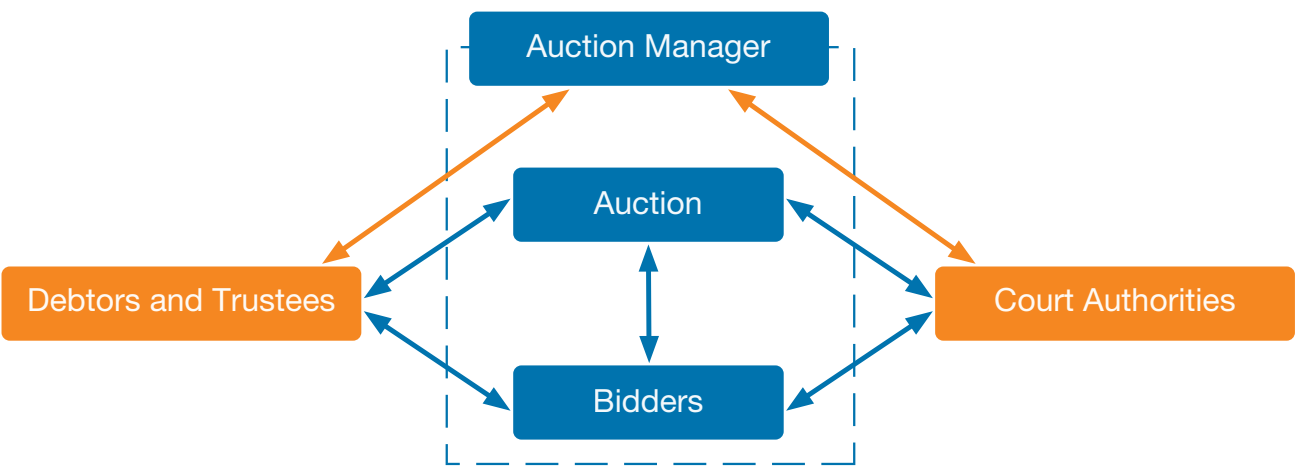 Auction Manager
Auction
Debtors and Trustees
Court Authorities
Bidders